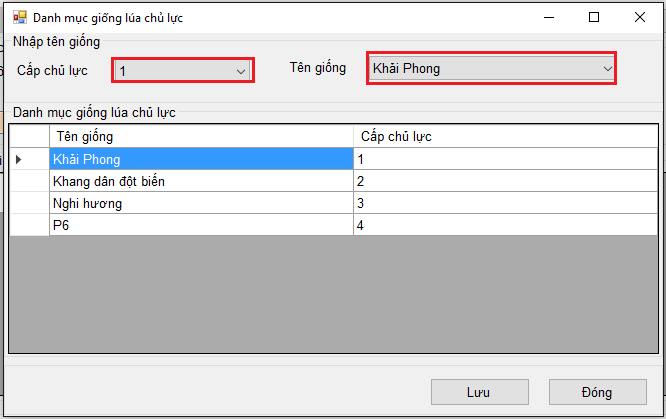 Danh mục giống lúa chủ lực
Nhập tên giống
Cấp chủ lực 1 Tên giống Khải Phong
Danh mục giống lúa chủ lực
Tên giống Cấp chủ lực
Khải Phong 1
Khang dân đột biến 2
Nghi hương 3
P6 4
Lưu Đóng